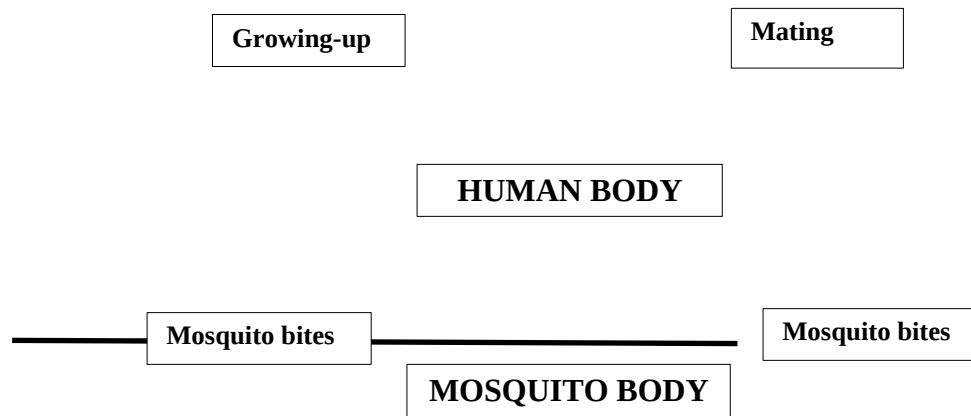 Growing-up
Mating
HUMAN BODY
Mosquito bites
Mosquito bites
MOSQUITO BODY